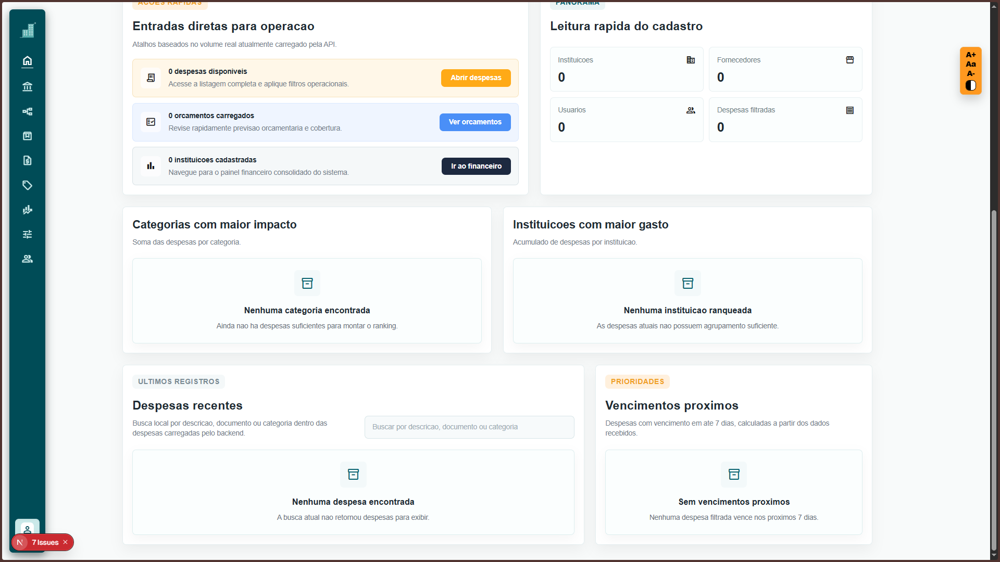 ACOES RAPIDAS
Entradas diretas para operacao
Atalhos baseados no volume real atualmente carregado pela API.
0 despesas disponiveis
Acesse a listagem completa e aplique filtros operacionais.
Abrir despesas
0 orcamentos carregados
Revise rapidamente previsao orcamentaria e cobertura.
Ver orcamentos
0 instituicoes cadastradas
Navegue para o painel financeiro consolidado do sistema.
Ir ao financeiro
PANORAMA
Leitura rapida do cadastro
Instituicoes
0
Fornecedores
0
Usuarios
0
Despesas filtradas
0
A+
Aa
A-
Categorias com maior impacto
Soma das despesas por categoria.
Nenhuma categoria encontrada
Ainda nao ha despesas suficientes para montar o ranking.
Instituicoes com maior gasto
Acumulado de despesas por instituicao.
Nenhuma instituicao ranqueada
As despesas atuais nao possuem agrupamento suficiente.
ULTIMOS REGISTROS
Despesas recentes
Busca local por descricao, documento ou categoria dentro das
despesas carregadas pelo backend.
Buscar por descricao, documento ou categoria
Nenhuma despesa encontrada
A busca atual nao retornou despesas para exibir.
PRIORIDADES
Vencimentos proximos
Despesas com vencimento em ate 7 dias, calculadas a partir dos dados
recebidos.
Sem vencimentos proximos
Nenhuma despesa filtrada vence nos proximos 7 dias.
N 7 Issues